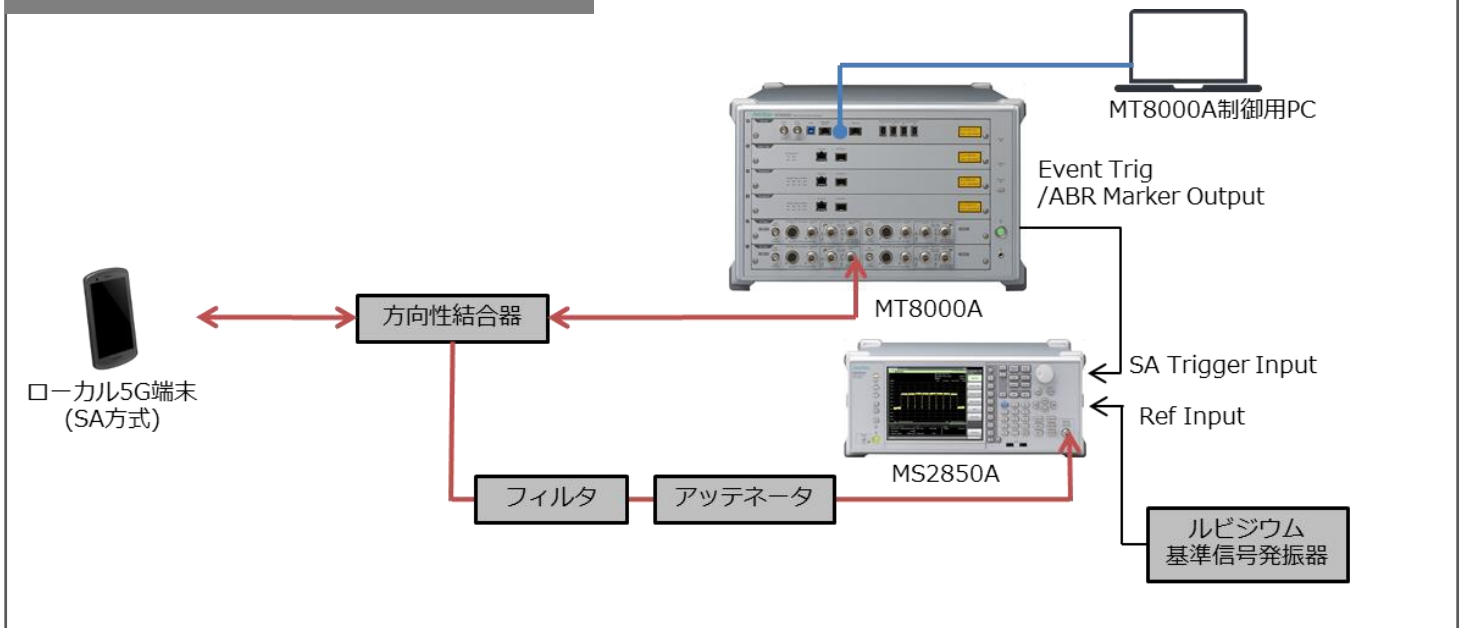 MT8000A制御用PC
Event Trig
/ABR Marker Output
MT8000A
方向性結合器
ローカル5G端末
(SA方式)
SA Trigger Input
Ref Input
MS2850A
フィルタ
アッテネータ
ルビジウム
基準信号発振器